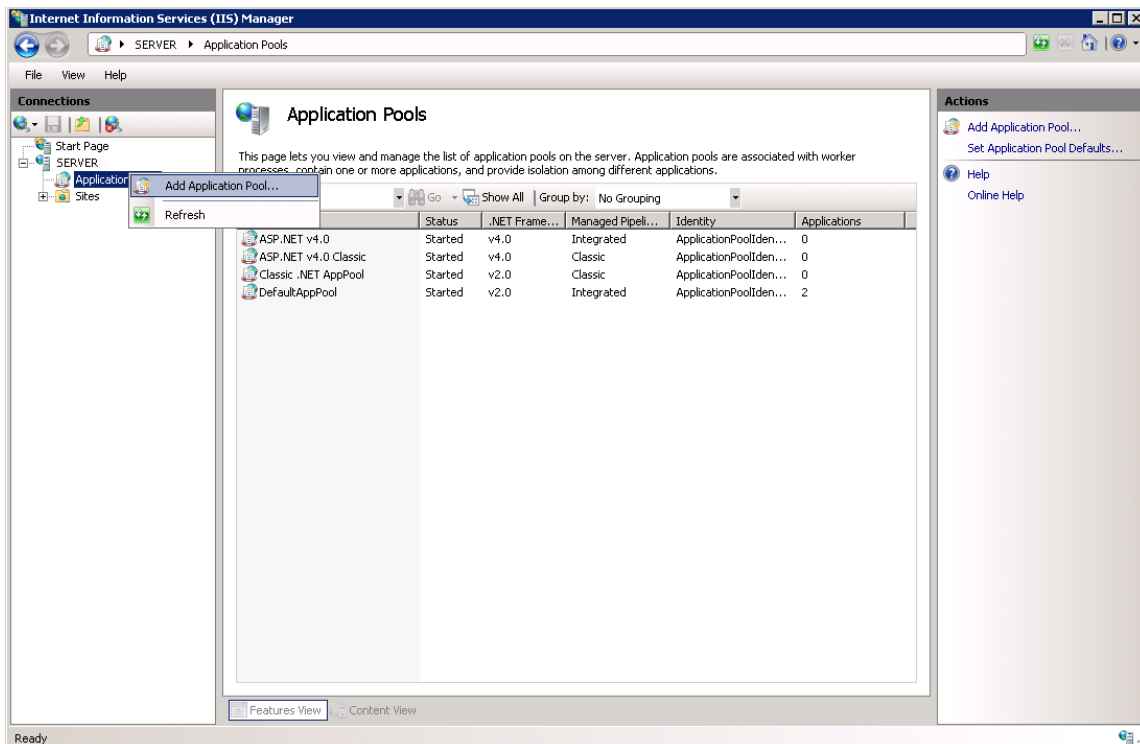 Internet Information Services (IIS) Manager
SERVER Application Pools
File View Help
Connections
Start Page
SERVER
Application
Sites
Add Application Pool...
Refresh
Application Pools
This page lets you view and manage the list of application pools on the server. Application pools are associated with worker
processes, contain one or more applications, and provide isolation among different applications.
Go Show All Group by: No Grouping
Status .NET Frame... Managed Pipeli... Identity Applications
ASP.NET v4.0 Started v4.0 Integrated ApplicationPoolIden... 0
ASP.NET v4.0 Classic Started v4.0 Classic ApplicationPoolIden... 0
Classic .NET AppPool Started v2.0 Classic ApplicationPoolIden... 0
DefaultAppPool Started v2.0 Integrated ApplicationPoolIden... 2
Features View Content View
Actions
Add Application Pool...
Set Application Pool Defaults...
Help
Online Help
Ready